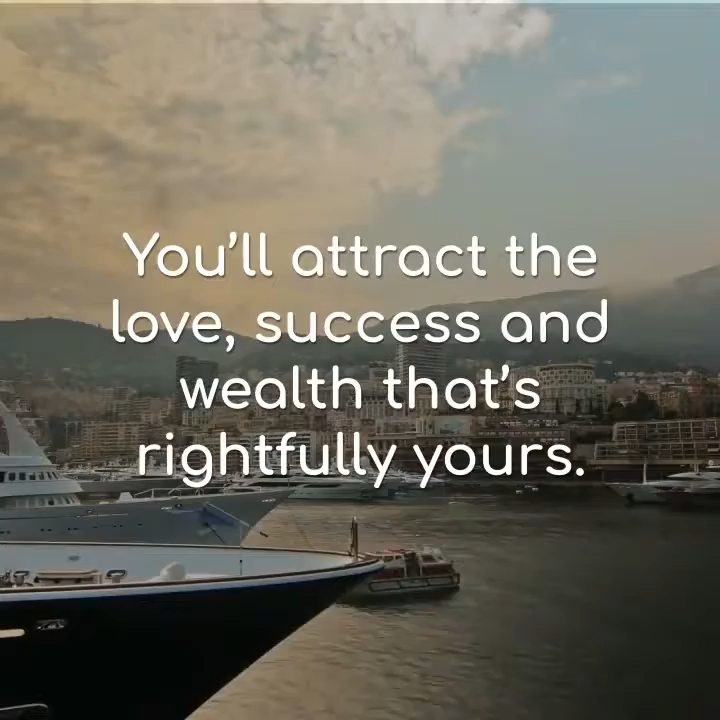 You’ll attract the
love, success and
wealth that’s
rightfully yours.